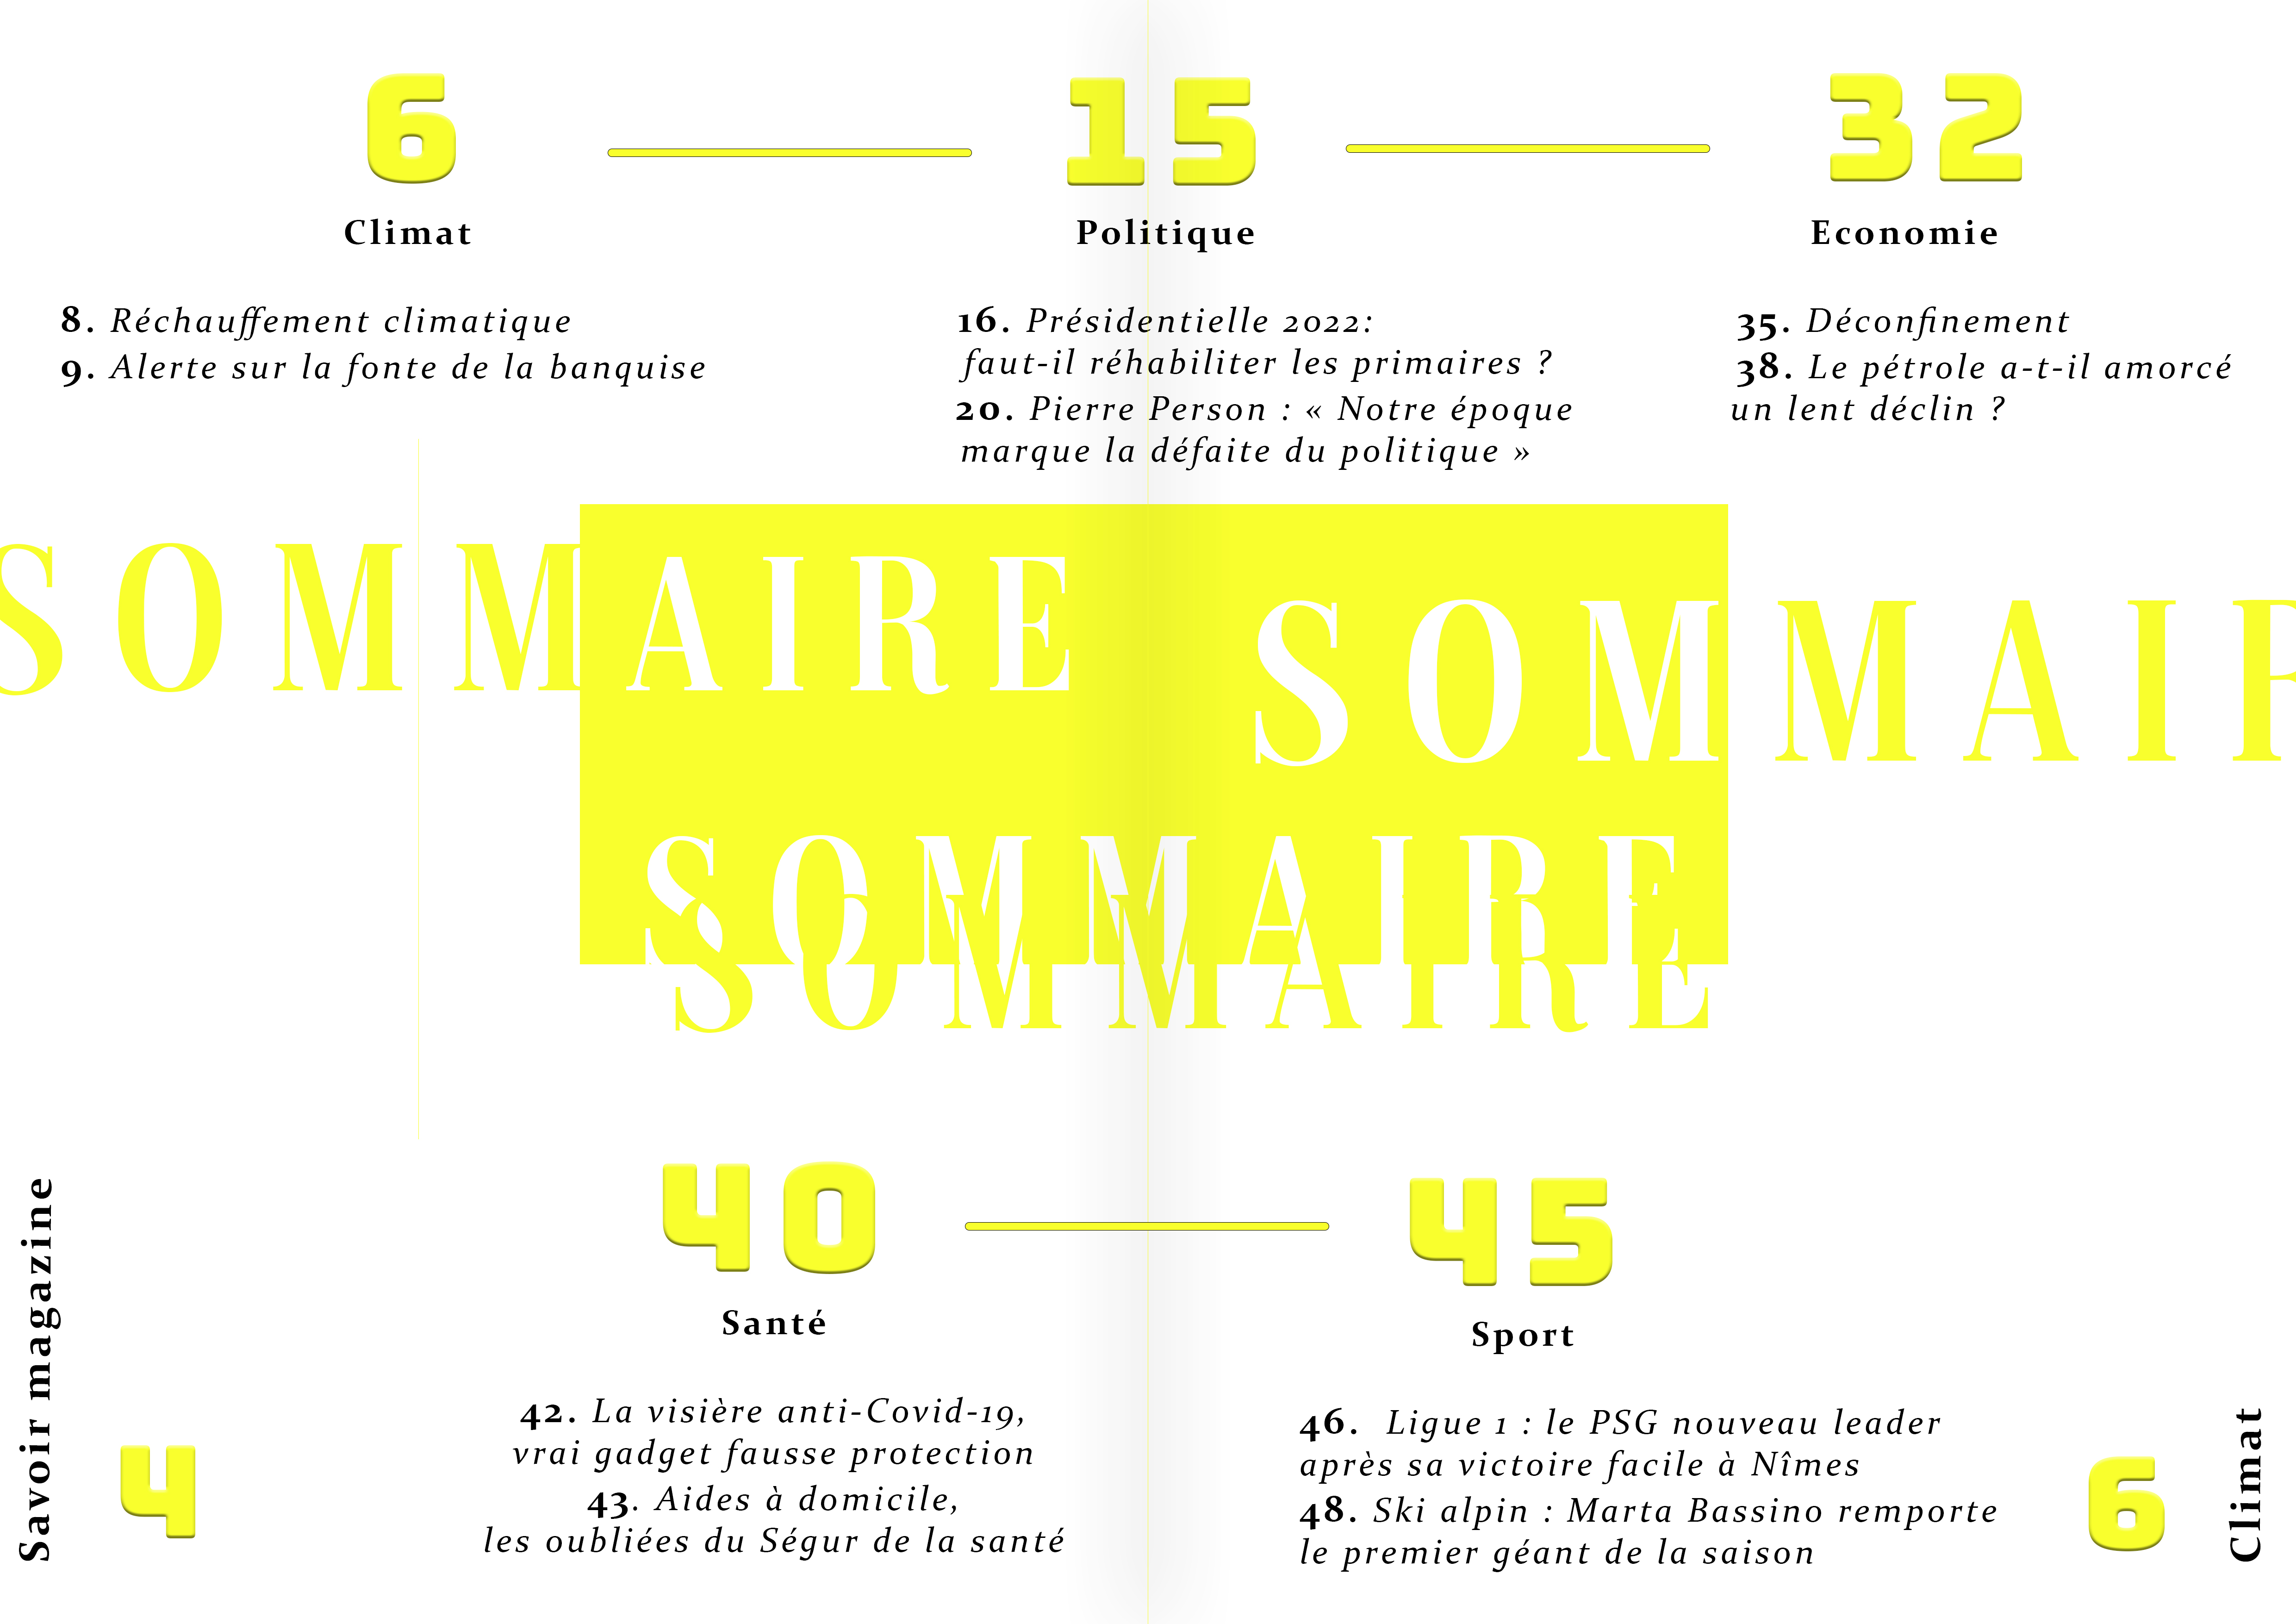 6
Climat
8. Réchauffement climatique
9. Alerte sur la fonte de la banquise
15
Politique
16. Présidentielle 2022:
faut-il réhabiliter les primaires ?
20. Pierre Person : « Notre époque
marque la défaite du politique »
32
Economie
35. Déconfinement
38. Le pétrole a-t-il amorcé
un lent déclin ?
SOMMAIRE
SOMMAIR
SOMMAIRE
SOMMAIRE
40
Santé
42. La visière anti-Covid-19,
vrai gadget fausse protection
43. Aides à domicile,
les oubliées du Ségur de la santé
45
Sport
46. Ligue 1 : le PSG nouveau leader
après sa victoire facile à Nîmes
48. Ski alpin : Marta Bassino remporte
le premier géant de la saison
Savoir magazine
4
6
Climat